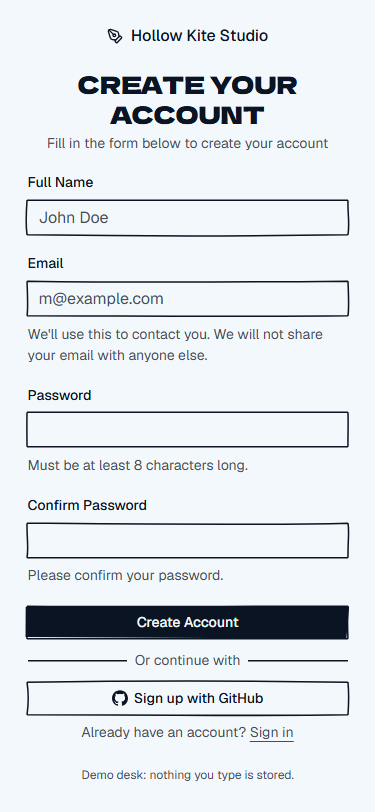 Hollow Kite Studio
CREATE YOUR
ACCOUNT
Fill in the form below to create your account
Full Name
John Doe
Email
m@example.com
We'll use this to contact you. We will not share
your email with anyone else.
Password
Must be at least 8 characters long.
Confirm Password
Please confirm your password.
Create Account
Or continue with
Sign up with GitHub
Already have an account? Sign in
Demo desk: nothing you type is stored.